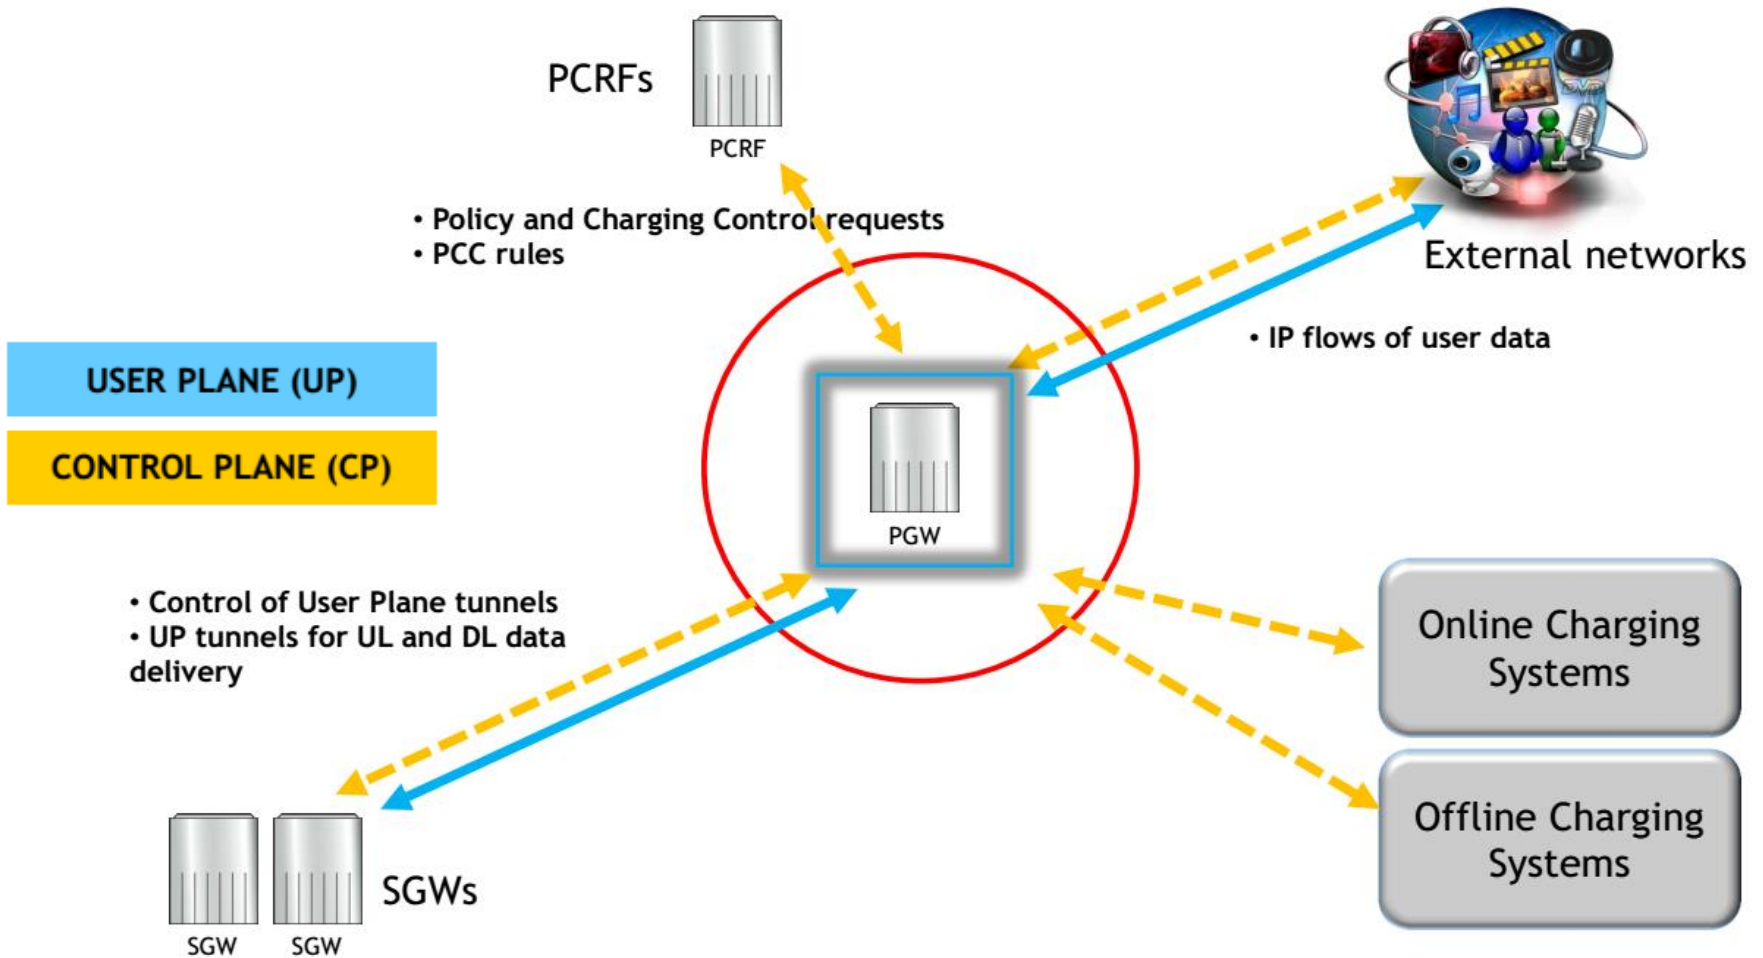 PCRFs
PCRF
• Policy and Charging Control requests
• PCC rules
External networks
• IP flows of user data
USER PLANE (UP)
CONTROL PLANE (CP)
PGW
• Control of User Plane tunnels
• UP tunnels for UL and DL data
delivery
Online Charging
Systems
Offline Charging
Systems
SGWs
SGW
SGW
DVD